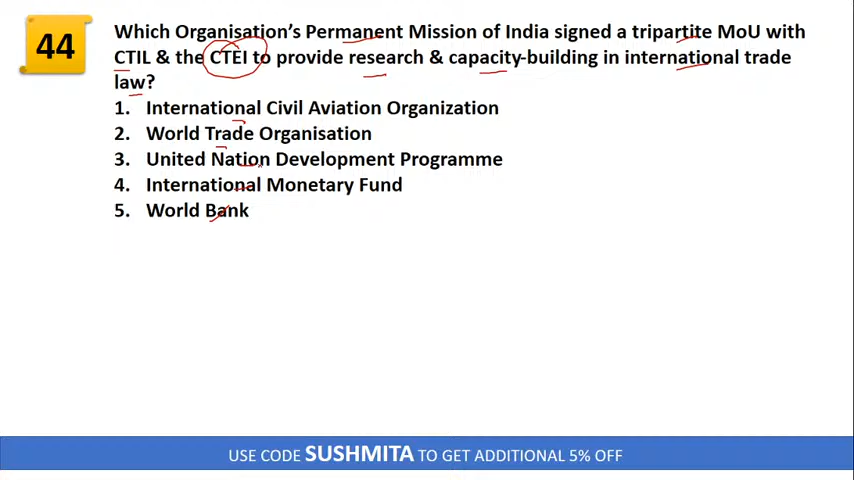 44
Which Organisation's Permanent Mission of India signed a tripartite MoU with
CTIL & the CTEI to provide research & capacity-building in international trade
law?
1. International Civil Aviation Organization
2. World Trade Organisation
3. United Nation Development Programme
4. International Monetary Fund
5. World Bank
USE CODE SUSHMITA TO GET ADDITIONAL 5% OFF